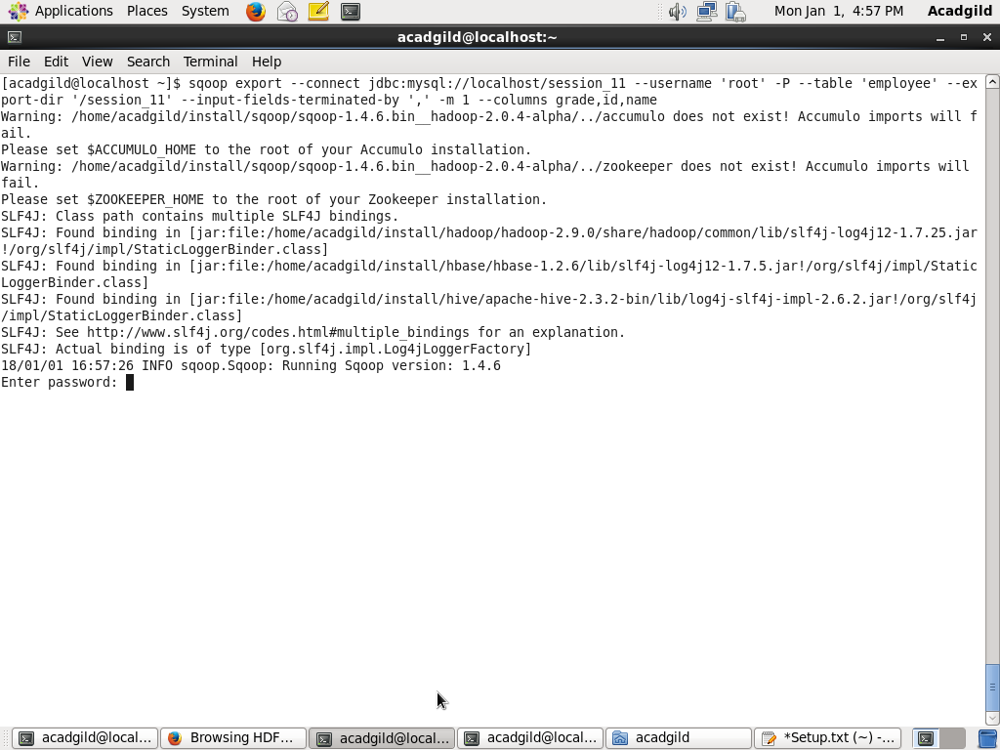 Applications Places System Mon Jan 1, 4:57 PM Acadgild
acadgild@localhost:~
File Edit View Search Terminal Help
[acadgild@localhost ~]$ sqoop export --connect jdbc:mysql://localhost/session_11 --username 'root' -P --table 'employee' --ex
port-dir '/session_11' --input-fields-terminated-by ',' -m 1 --columns grade,id,name
Warning: /home/acadgild/install/sqoop/sqoop-1.4.6.bin__hadoop-2.0.4-alpha/../accumulo does not exist! Accumulo imports will f
ail.
Please set $ACCUMULO_HOME to the root of your Accumulo installation.
Warning: /home/acadgild/install/sqoop/sqoop-1.4.6.bin__hadoop-2.0.4-alpha/../zookeeper does not exist! Accumulo imports will
fail.
Please set $ZOOKEEPER_HOME to the root of your Zookeeper installation.
SLF4J: Class path contains multiple SLF4J bindings.
SLF4J: Found binding in [jar:file:/home/acadgild/install/hadoop/hadoop-2.9.0/share/hadoop/common/lib/slf4j-log4j12-1.7.25.jar
!/org/slf4j/impl/StaticLoggerBinder.class]
SLF4J: Found binding in [jar:file:/home/acadgild/install/hbase/hbase-1.2.6/lib/slf4j-log4j12-1.7.5.jar!/org/slf4j/impl/Static
LoggerBinder.class]
SLF4J: Found binding in [jar:file:/home/acadgild/install/hive/apache-hive-2.3.2-bin/lib/log4j-slf4j-impl-2.6.2.jar!/org/slf4j
/impl/StaticLoggerBinder.class]
SLF4J: See http://www.slf4j.org/codes.html#multiple_bindings for an explanation.
SLF4J: Actual binding is of type [org.slf4j.impl.Log4jLoggerFactory]
18/01/01 16:57:26 INFO sqoop.Sqoop: Running Sqoop version: 1.4.6
Enter password:
acadgild@local... Browsing HDF... acadgild@local... acadgild@local... acadgild *Setup.txt (~) -...